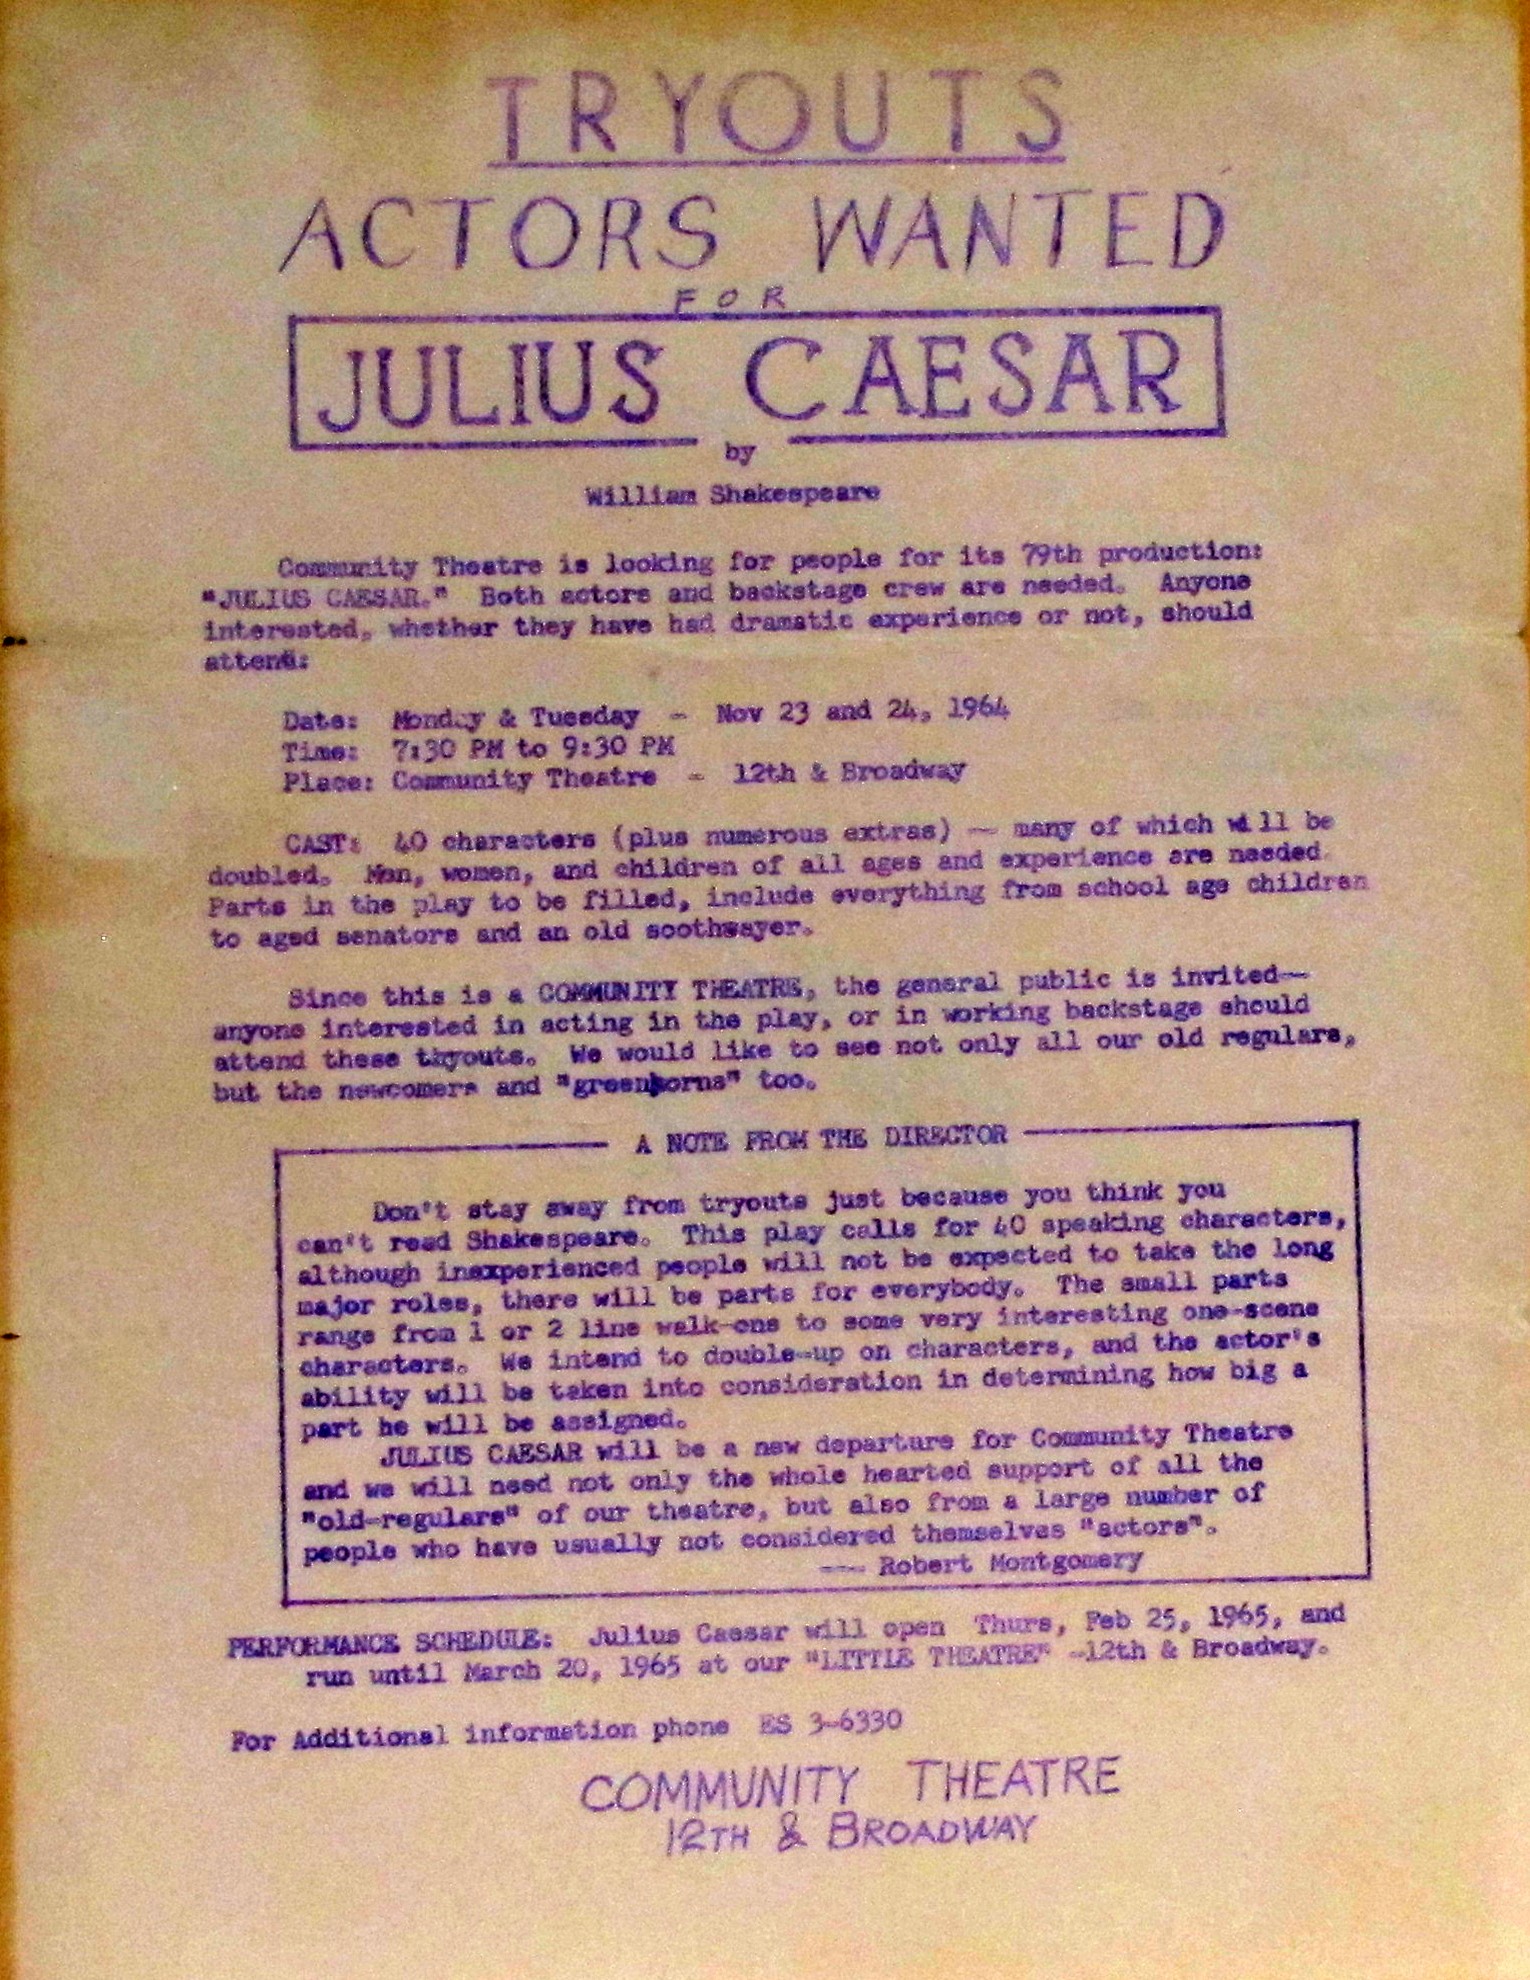 TRYOUTS
ACTORS WANTED
FOR
JULIUS CAESAR
by
William Shakespeare
Community Theatre is looking for people for its 79th production:
"JULIUS CAESAR." Both actors and backstage crew are needed. Anyone
interested, whether they have had dramatic experience or not, should
attend:
Date: Monday & Tuesday - Nov 23 and 24, 1964
Time: 7:30 PM to 9:30 PM
Place: Community Theatre - 12th & Broadway
CAST: 40 characters (plus numerous extras) -- many of which will be
doubled. Men, women, and children of all ages and experience are needed.
Parts in the play to be filled, include everything from school age children
to aged senators and an old soothsayer.
Since this is a COMMUNITY THEATRE, the general public is invited--
anyone interested in acting in the play, or in working backstage should
attend these tryouts. We would like to see not only all our old regulars,
but the newcomers and "greenhorns" too.
A NOTE FROM THE DIRECTOR
Don't stay away from tryouts just because you think you
can't read Shakespeare. This play calls for 40 speaking characters,
although inexperienced people will not be expected to take the long
major roles, there will be parts for everybody. The small parts
range from 1 or 2 line walk-ons to some very interesting one-scene
characters. We intend to double-up on characters, and the actor's
ability will be taken into consideration in determining how big a
part he will be assigned.
JULIUS CAESAR will be a new departure for Community Theatre
and we will need not only the whole hearted support of all the
"old-regulars" of our theatre, but also from a large number of
people who have usually not considered themselves "actors".
--- Robert Montgomery
PERFORMANCE SCHEDULE: Julius Caesar will open Thurs, Feb 25, 1965, and
run until March 20, 1965 at our "LITTLE THEATRE" -12th & Broadway.
For Additional information phone ES 3-6330
COMMUNITY THEATRE
12TH & BROADWAY